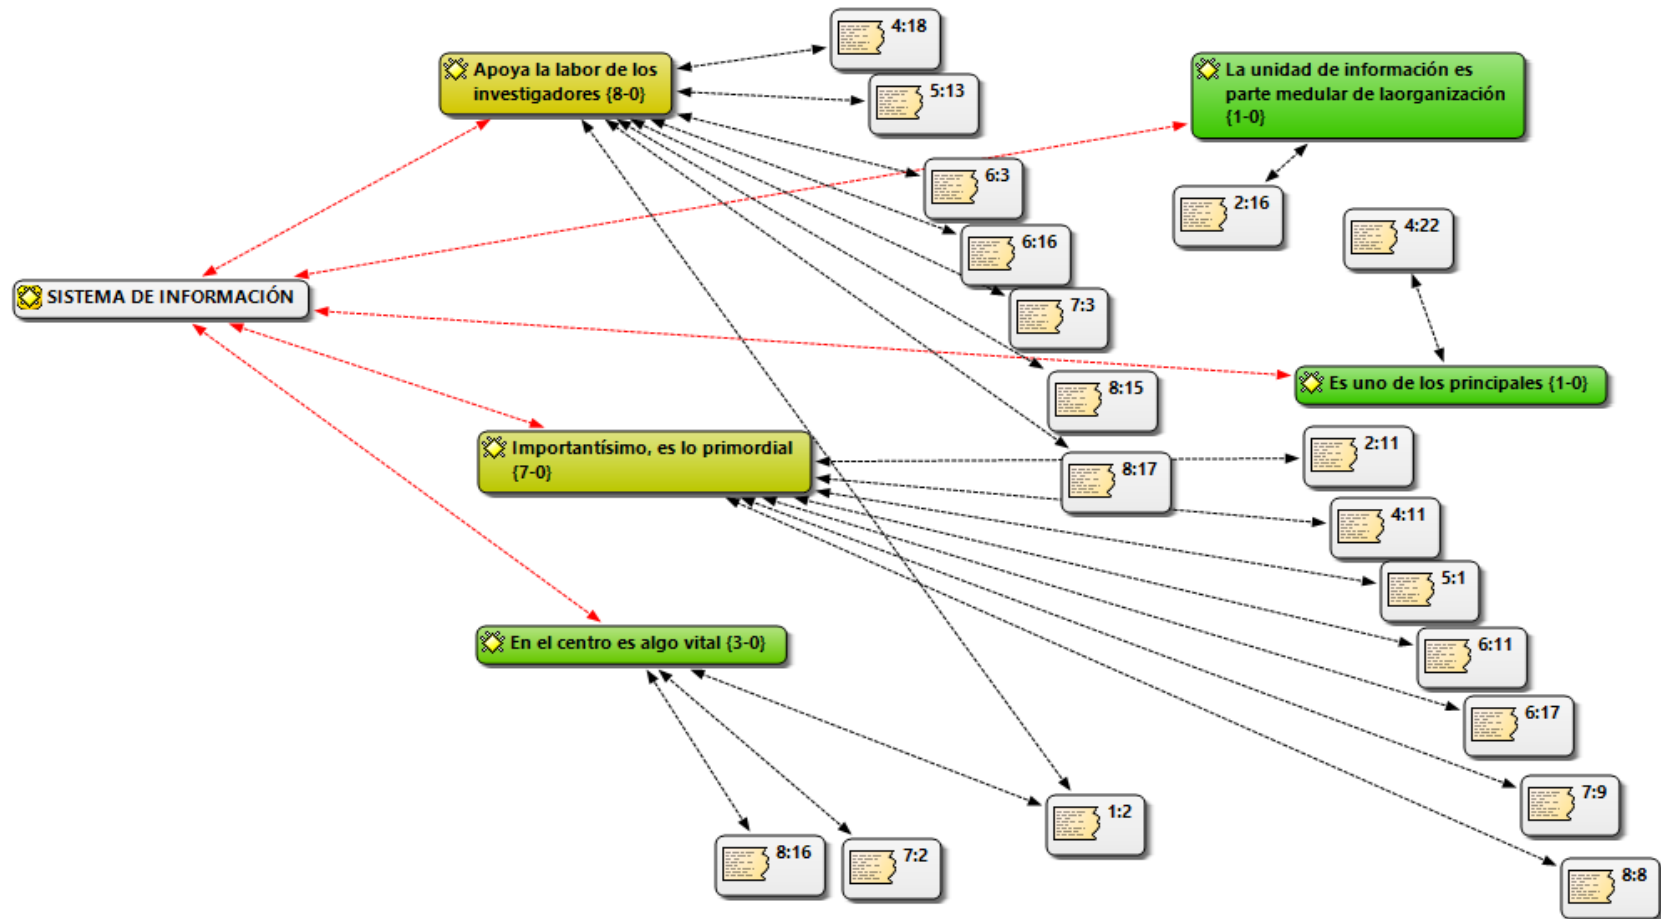 4:18
Apoya la labor de los
investigadores {8-0}
La unidad de información es
parte medular de laorganización
{1-0}
5:13
6:3
2:16
4:22
6:16
SISTEMA DE INFORMACIÓN
7:3
8:15
Es uno de los principales {1-0}
Importantísimo, es lo primordial
{7-0}
2:11
8:17
4:11
5:1
6:11
En el centro es algo vital {3-0}
6:17
7:9
1:2
8:16
7:2
8:8